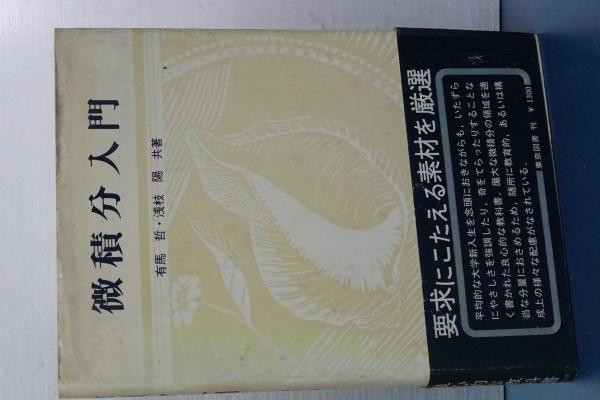 微積分入門
有馬 哲・浅枝 陽 共著
要求にこたえる素材を厳選
平均的な大学新入生を念頭におきながらも、いたずら
にやさしさを強調したり、奇をてらったりすることな
く書かれた良心的な教科書。厖大な微積分の領域を適
当な分量におさめるため、随所に教育的、あるいは構
成上の様々な配慮がなされている。
東京図書 刊 ¥1300